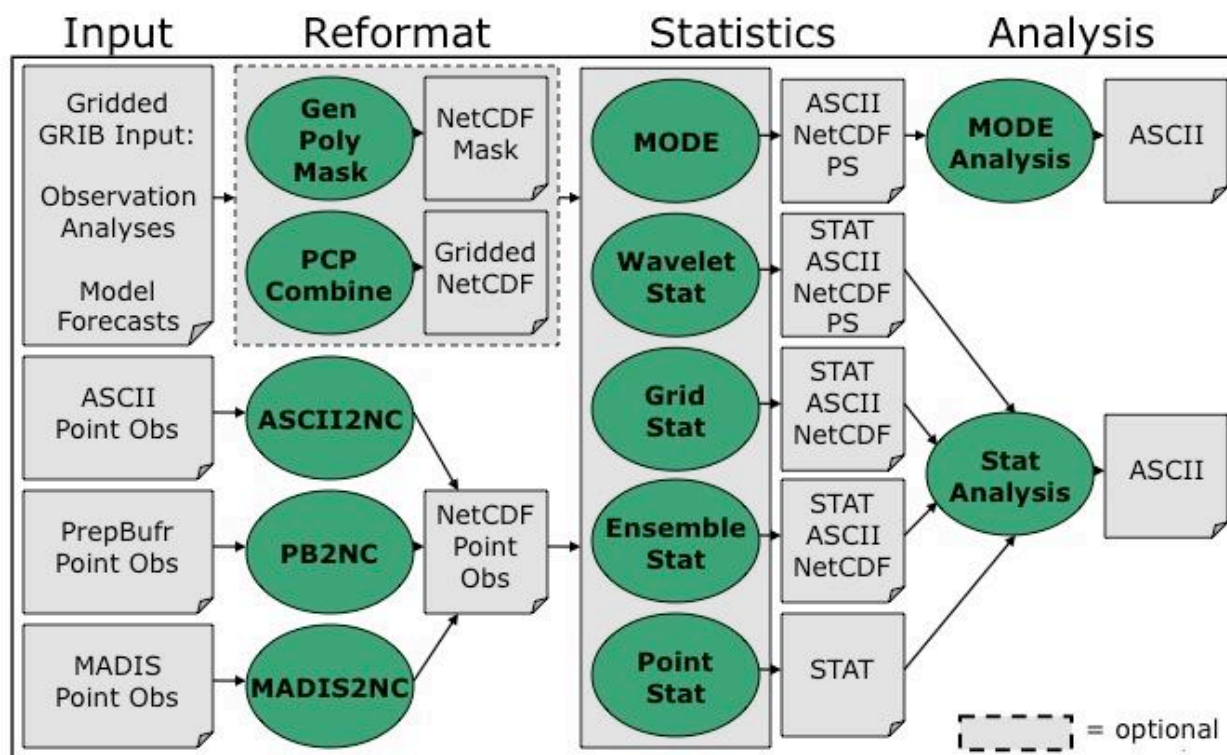 Input
Reformat
Statistics
Analysis
Gridded
GRIB Input:
Observation
Analyses
Model
Forecasts
Gen
Poly
Mask
NetCDF
Mask
PCP
Combine
Gridded
NetCDF
ASCII
Point Obs
ASCII2NC
PrepBufr
Point Obs
PB2NC
NetCDF
Point
Obs
MADIS
Point Obs
MADIS2NC
MODE
ASCII
NetCDF
PS
MODE
Analysis
ASCII
Wavelet
Stat
STAT
ASCII
NetCDF
PS
Grid
Stat
STAT
ASCII
NetCDF
Ensemble
Stat
STAT
ASCII
NetCDF
Point
Stat
STAT
Stat
Analysis
ASCII
= optional